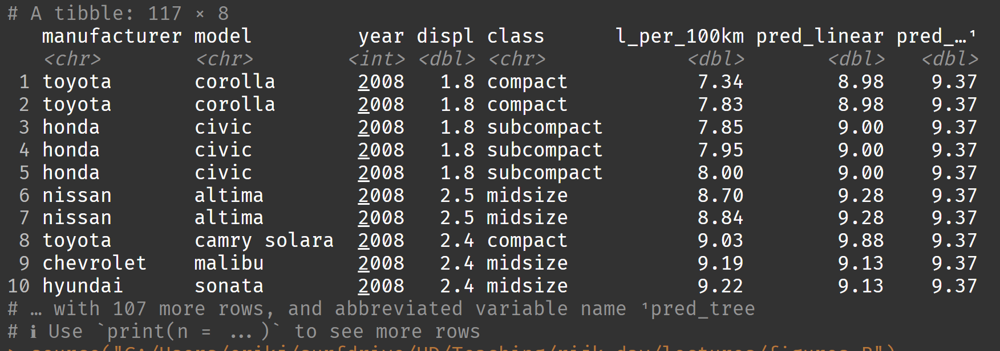 # A tibble: 117 × 8
manufacturer model year displ class l_per_100km pred_linear pred_…¹
<chr> <chr> <int> <dbl> <chr> <dbl> <dbl> <dbl>
1 toyota corolla 2008 1.8 compact 7.34 8.98 9.37
2 toyota corolla 2008 1.8 compact 7.83 8.98 9.37
3 honda civic 2008 1.8 subcompact 7.85 9.00 9.37
4 honda civic 2008 1.8 subcompact 7.95 9.00 9.37
5 honda civic 2008 1.8 subcompact 8.00 9.00 9.37
6 nissan altima 2008 2.5 midsize 8.70 9.28 9.37
7 nissan altima 2008 2.5 midsize 8.84 9.28 9.37
8 toyota camry solara 2008 2.4 compact 9.03 9.88 9.37
9 chevrolet malibu 2008 2.4 midsize 9.19 9.13 9.37
10 hyundai sonata 2008 2.4 midsize 9.22 9.13 9.37
# … with 107 more rows, and abbreviated variable name ¹pred_tree
# ℹ Use `print(n = ...)` to see more rows